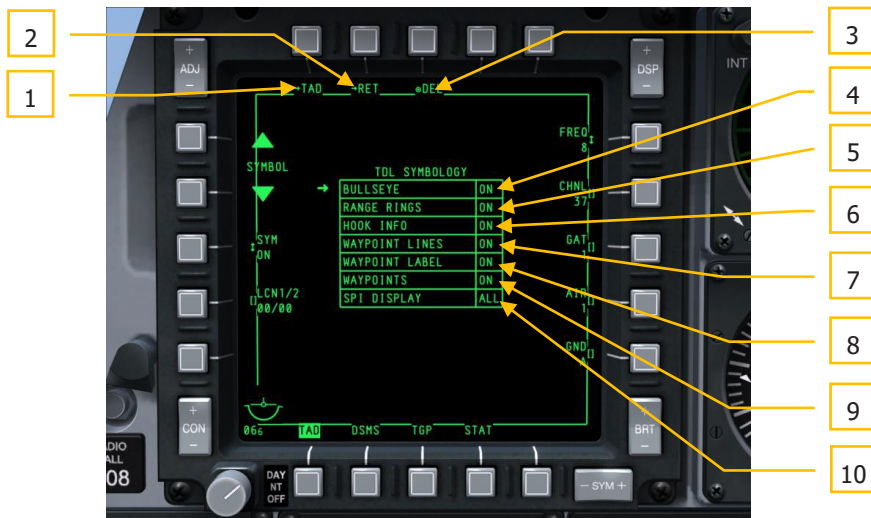 2
1
3
4
5
6
7
8
9
10
+
ADJ
-
+
DSP
-
INT
TAD
RET
FREQ
8
SYMBOL
TDL SYMBOLOGY
BULLSEYE ON
RANGE RINGS ON
HOOK INFO ON
WAYPOINT LINES ON
WAYPOINT LABEL ON
WAYPOINTS ON
SPI DISPLAY ALL
CHNL
37
SYM
ON
GAT
1
LCN1/2
00/00
AIR
1
GND
+
CON
-
066
TAD DSMS TGP STAT
+
BRT
-
ADIO
ALL
08
DAY
NT
OFF
- SYM +